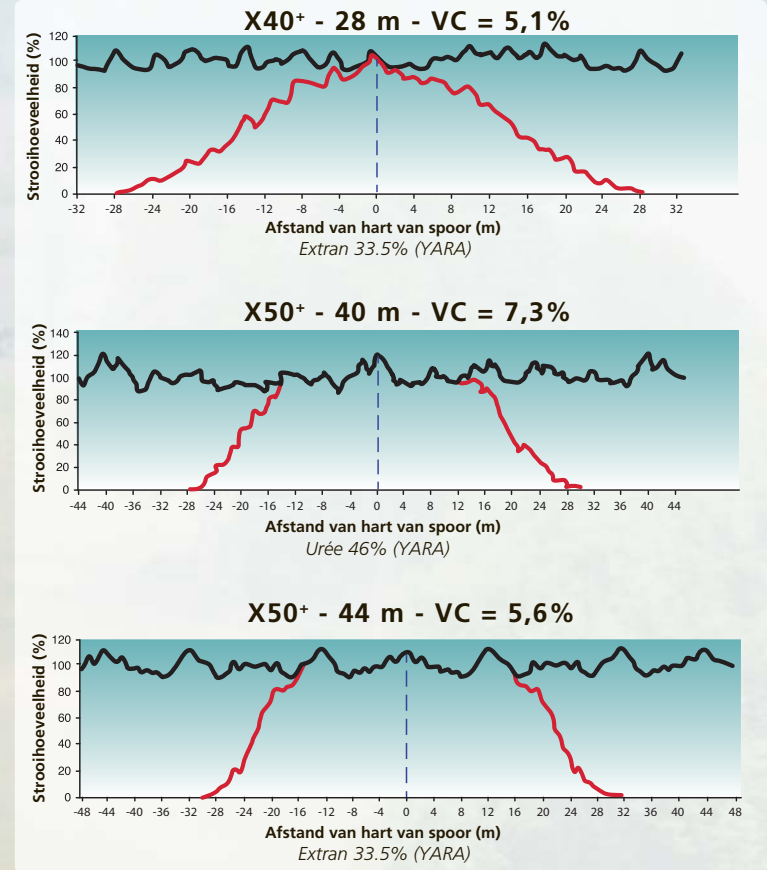 X40⁺ - 28 m - VC = 5,1%
Strooihoeveelheid (%)
120
100
80
60
40
20
0
-32 -28 -24 -20 -16 -12 -8 -4 0 4 8 12 16 20 24 28 32
Afstand van hart van spoor (m)
Extran 33.5% (YARA)
X50⁺ - 40 m - VC = 7,3%
Strooihoeveelheid (%)
140
120
100
80
60
40
20
0
-44 -40 -36 -32 -28 -24 -20 -16 -12 -8 -4 0 4 8 12 16 20 24 28 32 36 40 44
Afstand van hart van spoor (m)
Urée 46% (YARA)
X50⁺ - 44 m - VC = 5,6%
Strooihoeveelheid (%)
120
100
80
60
40
20
0
-48 -44 -40 -36 -32 -28 -24 -20 -16 -12 -8 -4 0 4 8 12 16 20 24 28 32 36 40 44 48
Afstand van hart van spoor (m)
Extran 33.5% (YARA)